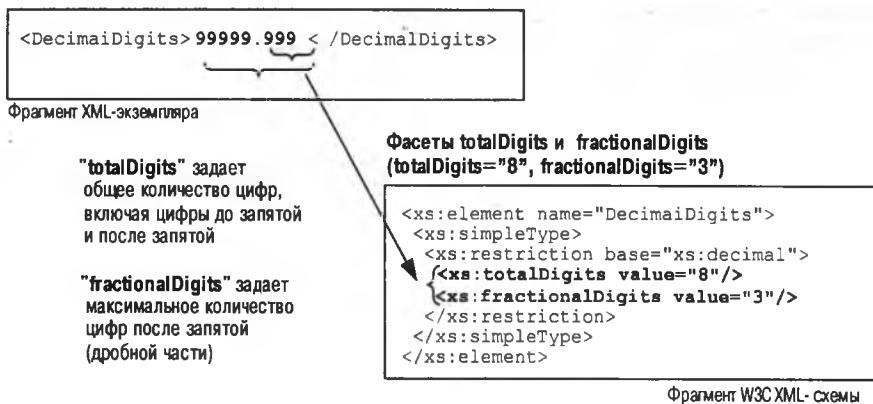 <DecimaiDigits> 99999.999 < /DecimalDigits>
Фрагмент XML-экземпляра
"totalDigits" задает
общее количество цифр,
включая цифры до запятой
и после запятой
"fractionalDigits" задает
максимальное количество
цифр после запятой
(дробной части)
Фасеты totalDigits и fractionalDigits
(totalDigits="8", fractionalDigits="3")
<xs:element name="DecimaiDigits">
<xs:simpleType>
<xs:restriction base="xs:decimal">
<xs:totalDigits value="8"/>
<xs:fractionalDigits value="3"/>
</xs:restriction>
</xs:simpleType>
</xs:element>
Фрагмент W3C XML- схемы